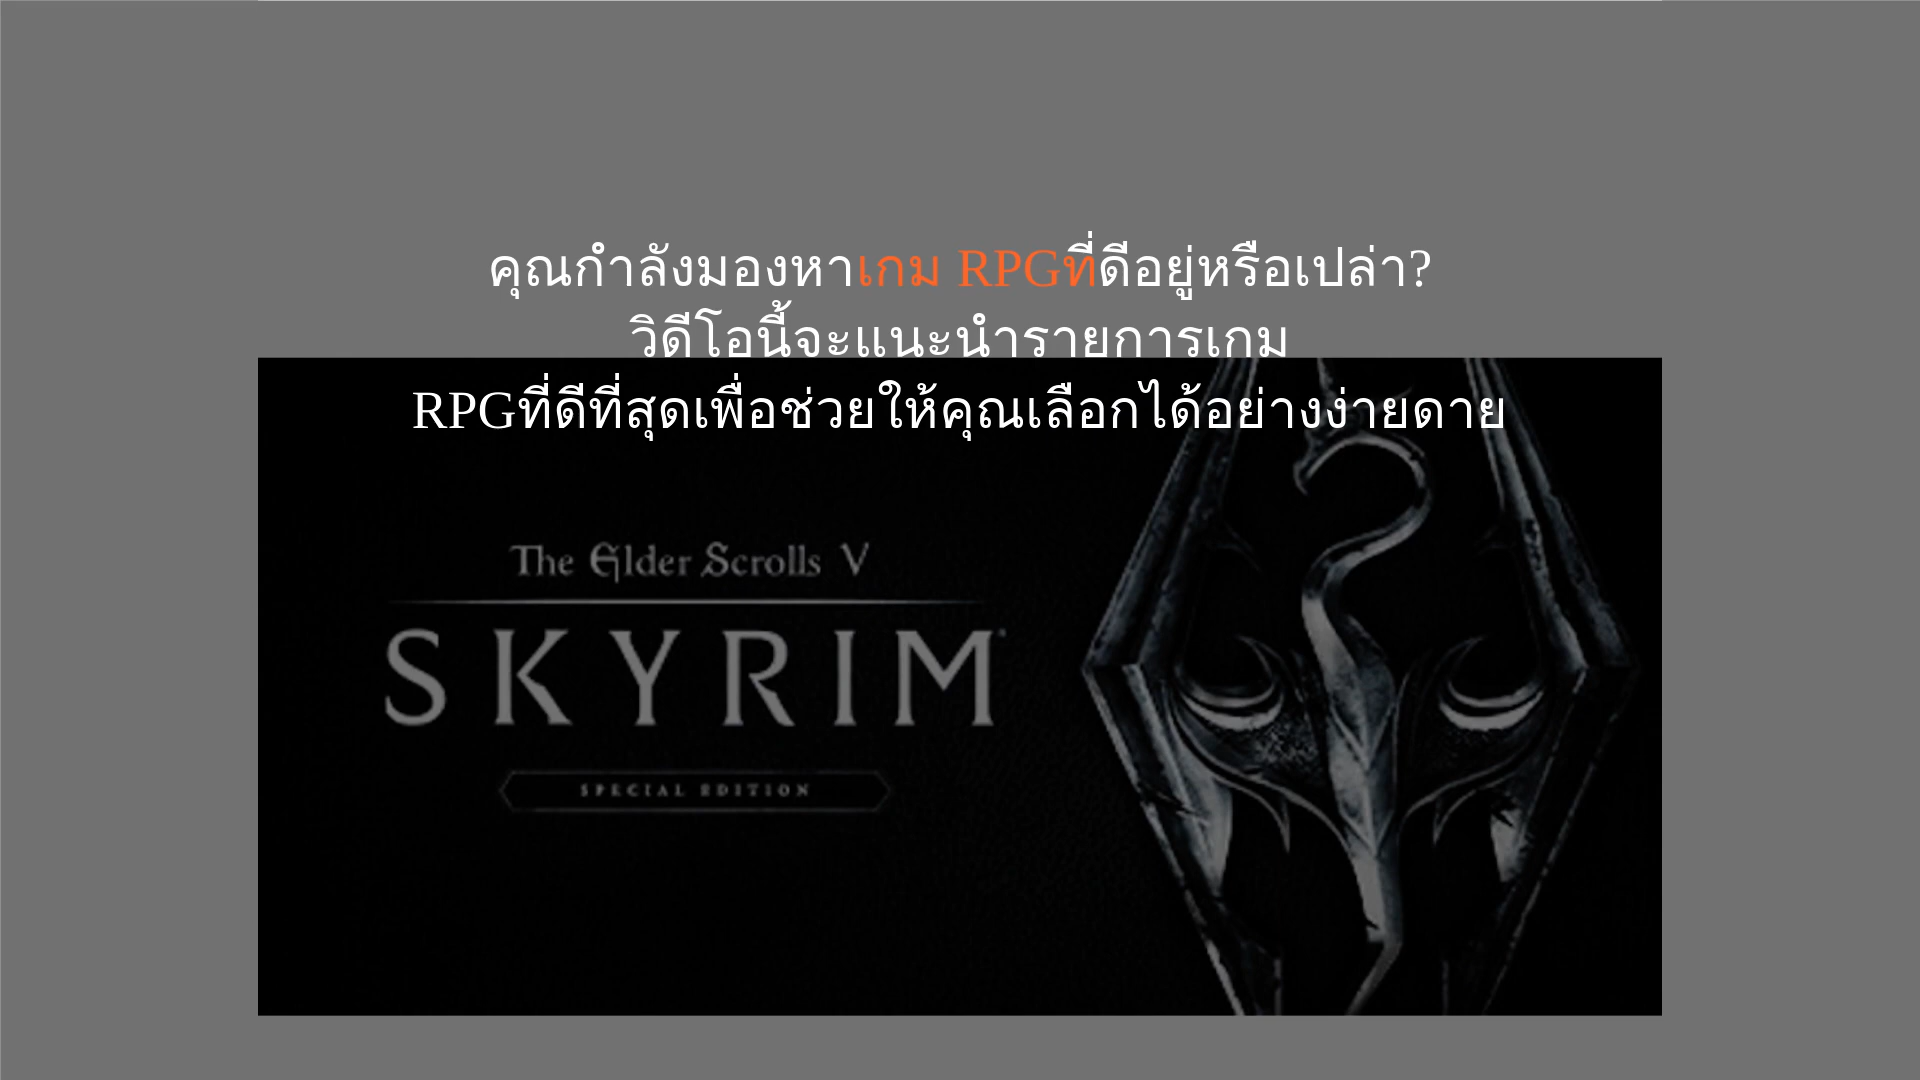 คุณกำลังมองหาเกม RPGที่ดีอยู่หรือเปล่า?
วิดีโอนี้จะแนะนำรายการเกม
RPGที่ดีที่สุดเพื่อช่วยให้คุณเลือกได้อย่างง่ายดาย
The Elder Scrolls V
SKYRIM
SPECIAL EDITION